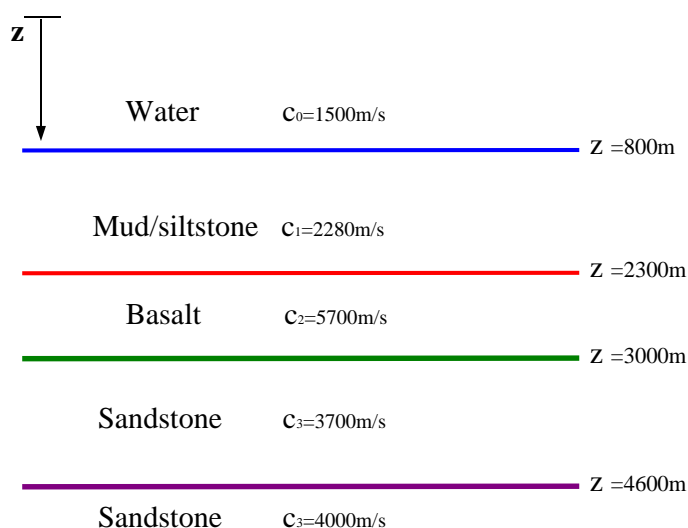 z
Water c₀=1500m/s
z =800m
Mud/siltstone c₁=2280m/s
z =2300m
Basalt c₂=5700m/s
z =3000m
Sandstone c₃=3700m/s
z =4600m
Sandstone c₃=4000m/s